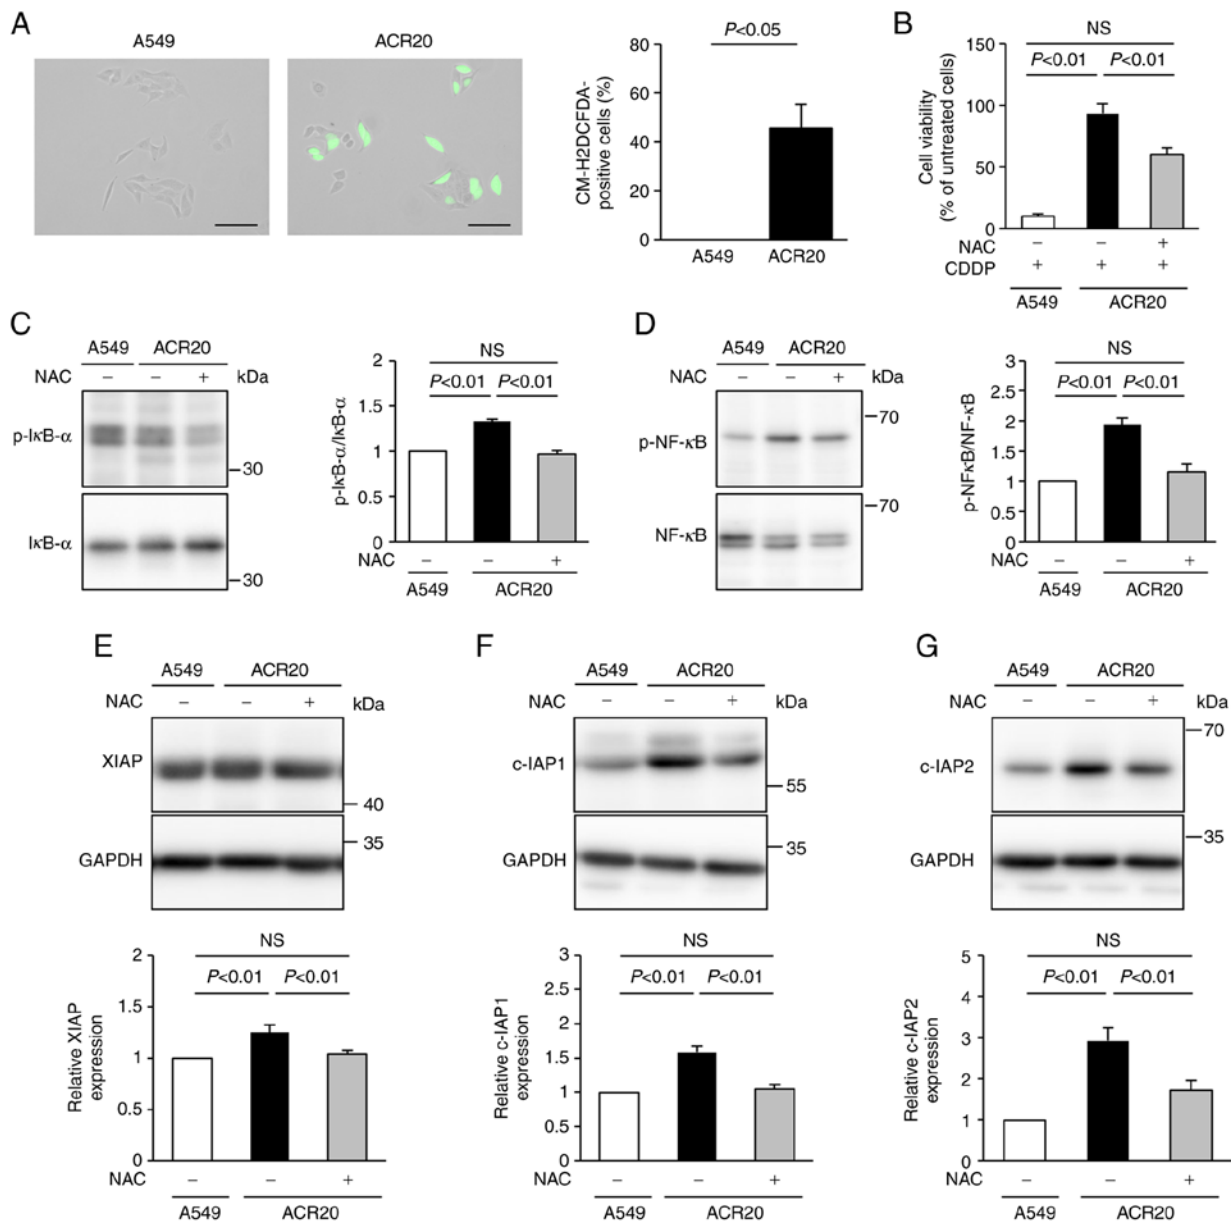 A
A549
ACR20
CM-H2DCFDA-
positive cells (%)
80
60
40
20
0
P<0.05
A549
ACR20
B
Cell viability
(% of untreated cells)
150
100
50
0
NS
P<0.01
P<0.01
NAC
– – +
CDDP
+ + +
A549
ACR20
C
A549
ACR20
NAC – – + kDa
p-IκB-α
30
IκB-α
30
p-IκB-α/IκB-α
2
1.5
1
0.5
0
NS
P<0.01
P<0.01
NAC – – +
A549
ACR20
D
A549
ACR20
NAC – – + kDa
70
p-NF-κB
70
NF-κB
p-NFκB/NF-κB
3
2.5
2
1.5
1
0.5
0
NS
P<0.01
P<0.01
NAC – – +
A549
ACR20
E
A549
ACR20
NAC – – + kDa
XIAP
40
35
GAPDH
Relative XIAP
expression
2
1.5
1
0.5
0
NS
P<0.01
P<0.01
NAC – – +
A549
ACR20
F
A549
ACR20
NAC – – + kDa
c-IAP1
55
35
GAPDH
Relative c-IAP1
expression
3
2.5
2
1.5
1
0.5
0
NS
P<0.01
P<0.01
NAC – – +
A549
ACR20
G
A549
ACR20
NAC – – + kDa
70
c-IAP2
35
GAPDH
Relative c-IAP2
expression
5
4
3
2
1
0
NS
P<0.01
P<0.01
NAC – – +
A549
ACR20